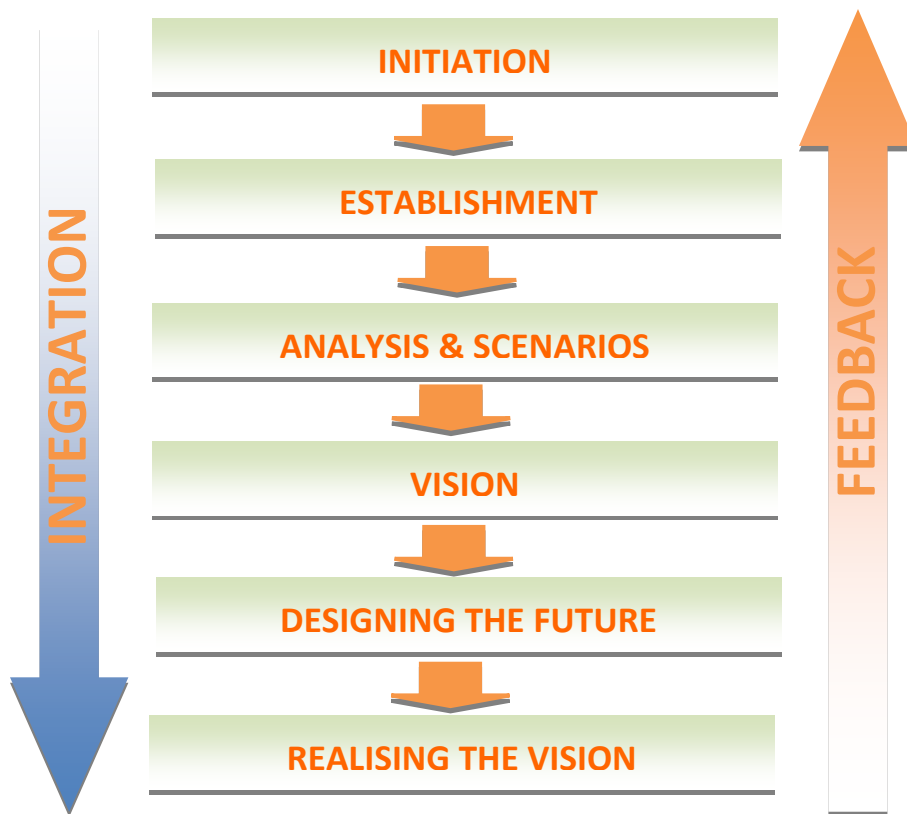 INITIATION
ESTABLISHMENT
ANALYSIS & SCENARIOS
VISION
DESIGNING THE FUTURE
REALISING THE VISION
INTEGRATION
FEEDBACK